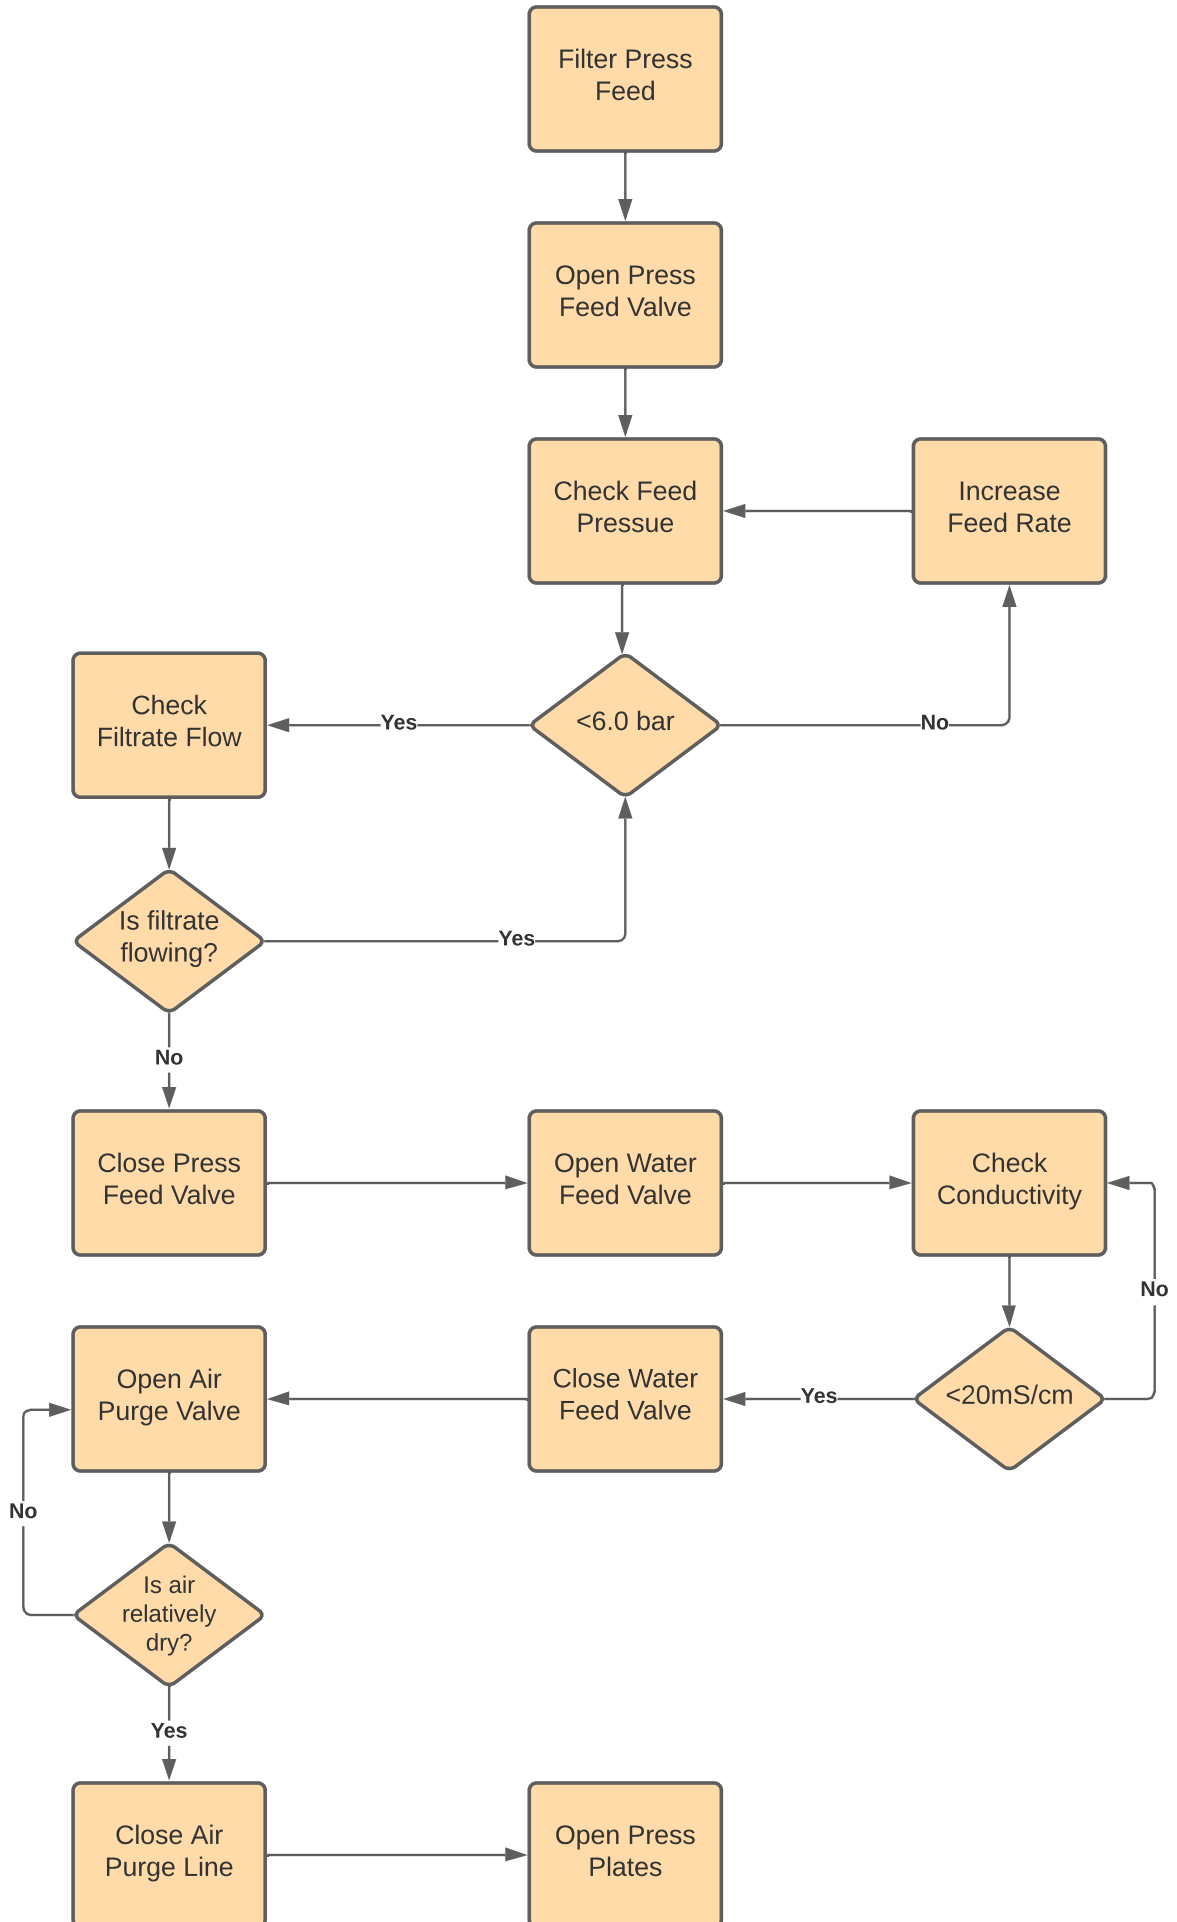 Filter Press
Feed
Open Press
Feed Valve
Check Feed
Pressue
Increase
Feed Rate
Check
Filtrate Flow
Yes
<6.0 bar
No
Is filtrate
flowing?
Yes
No
Close Press
Feed Valve
Open Water
Feed Valve
Check
Conductivity
No
Open Air
Purge Valve
Close Water
Feed Valve
Yes
<20mS/cm
No
Is air
relatively
dry?
Yes
Close Air
Purge Line
Open Press
Plates